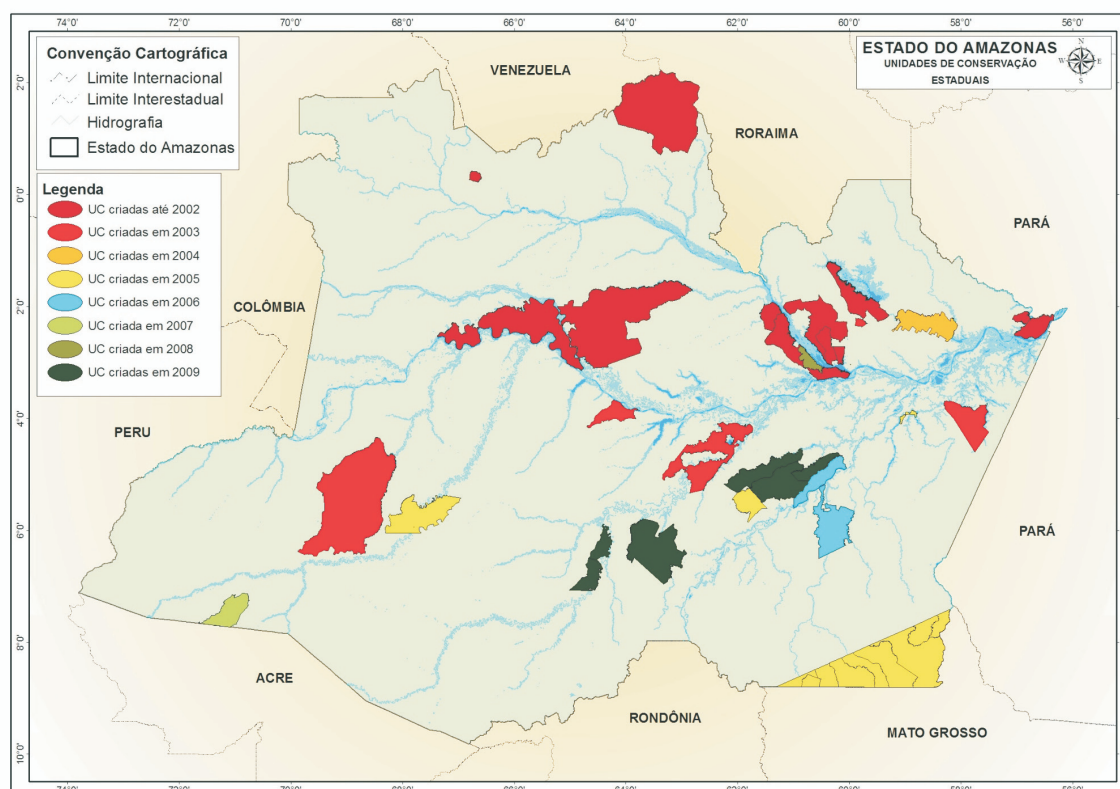 74°0' 72°0' 70°0' 68°0' 66°0' 64°0' 62°0' 60°0' 58°0' 56°0'
Convenção Cartográfica
Limite Internacional
Limite Interestadual
Hidrografia
Estado do Amazonas
ESTADO DO AMAZONAS
UNIDADES DE CONSERVAÇÃO
ESTADUAIS
N
W E
S
2°0'
0°0'
2°0'
4°0'
6°0'
8°0'
10°0'
Legenda
UC criadas até 2002
UC criadas em 2003
UC criadas em 2004
UC criadas em 2005
UC criadas em 2006
UC criada em 2007
UC criada em 2008
UC criadas em 2009
VENEZUELA
RORAIMA
PARÁ
COLÔMBIA
PERU
PARÁ
ACRE
RONDÔNIA
MATO GROSSO